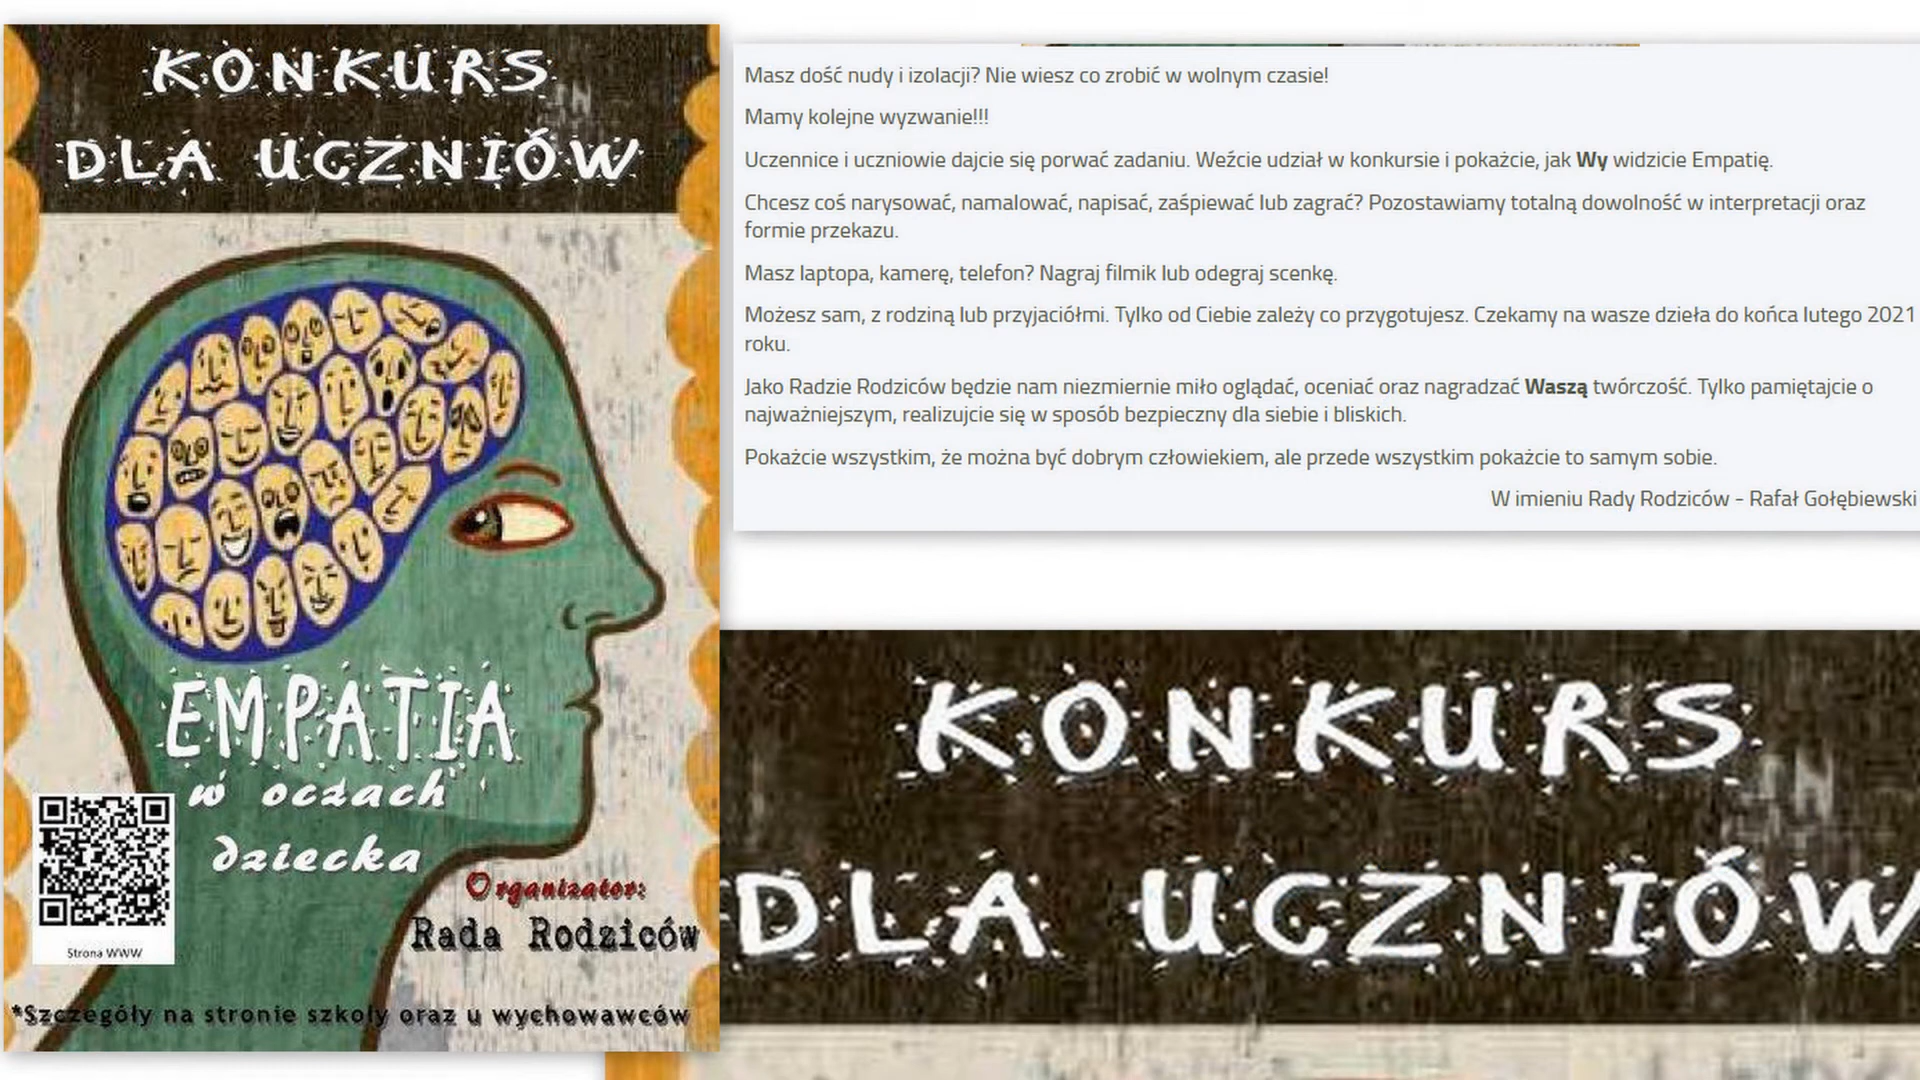 KONKURS
DLA UCZNIÓW
EMPATIA
w oczach
dziecka
Organizator:
Rada Rodziców
Strona WWW
*Szczegóły na stronie szkoły oraz u wychowawców
Masz dość nudy i izolacji? Nie wiesz co zrobić w wolnym czasie!
Mamy kolejne wyzwanie!!!
Uczennice i uczniowie dajcie się porwać zadaniu. Weźcie udział w konkursie i pokażcie, jak Wy widzicie Empatię.
Chcesz coś narysować, namalować, napisać, zaśpiewać lub zagrać? Pozostawiamy totalną dowolność w interpretacji oraz
formie przekazu.
Masz laptopa, kamerę, telefon? Nagraj filmik lub odegraj scenkę.
Możesz sam, z rodziną lub przyjaciółmi. Tylko od Ciebie zależy co przygotujesz. Czekamy na wasze dzieła do końca lutego 2021
roku.
Jako Radzie Rodziców będzie nam niezmiernie miło oglądać, oceniać oraz nagradzać Waszą twórczość. Tylko pamiętajcie o
najważniejszym, realizujcie się w sposób bezpieczny dla siebie i bliskich.
Pokażcie wszystkim, że można być dobrym człowiekiem, ale przede wszystkim pokażcie to samym sobie.
W imieniu Rady Rodziców - Rafał Gołębiewski
KONKURS
DLA UCZNIÓW